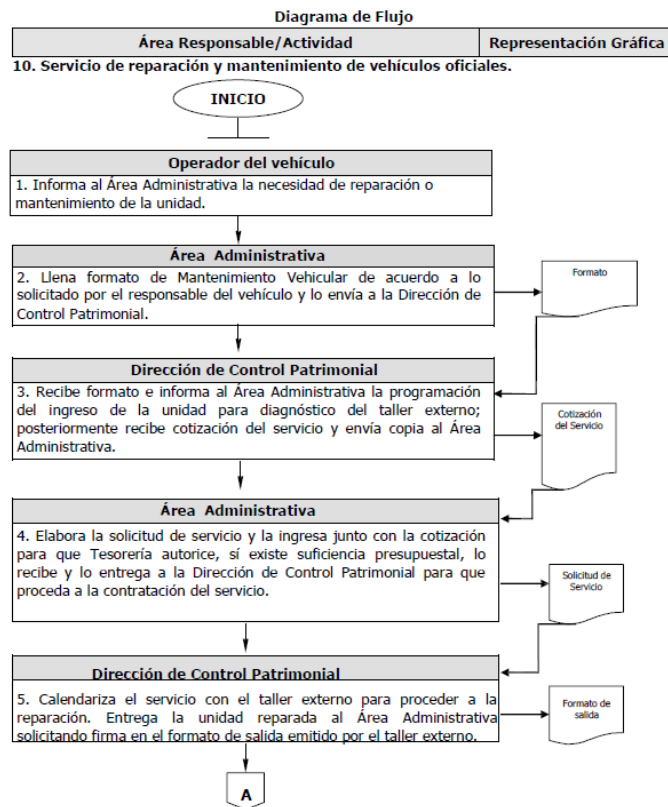 Diagrama de Flujo
Área Responsable/Actividad
Representación Gráfica
10. Servicio de reparación y mantenimiento de vehículos oficiales.
INICIO
Operador del vehículo
1. Informa al Área Administrativa la necesidad de reparación o
mantenimiento de la unidad.
Área Administrativa
2. Llena formato de Mantenimiento Vehicular de acuerdo a lo
solicitado por el responsable del vehículo y lo envía a la Dirección de
Control Patrimonial.
Formato
Dirección de Control Patrimonial
3. Recibe formato e informa al Área Administrativa la programación
del ingreso de la unidad para diagnóstico del taller externo;
posteriormente recibe cotización del servicio y envía copia al Área
Administrativa.
Cotización
del Servicio
Área Administrativa
4. Elabora la solicitud de servicio y la ingresa junto con la cotización
para que Tesorería autorice, sí existe suficiencia presupuestal, lo
recibe y lo entrega a la Dirección de Control Patrimonial para que
proceda a la contratación del servicio.
Solicitud de
Servicio
Dirección de Control Patrimonial
5. Calendariza el servicio con el taller externo para proceder a la
reparación. Entrega la unidad reparada al Área Administrativa
solicitando firma en el formato de salida emitido por el taller externo.
Formato de
salida
A